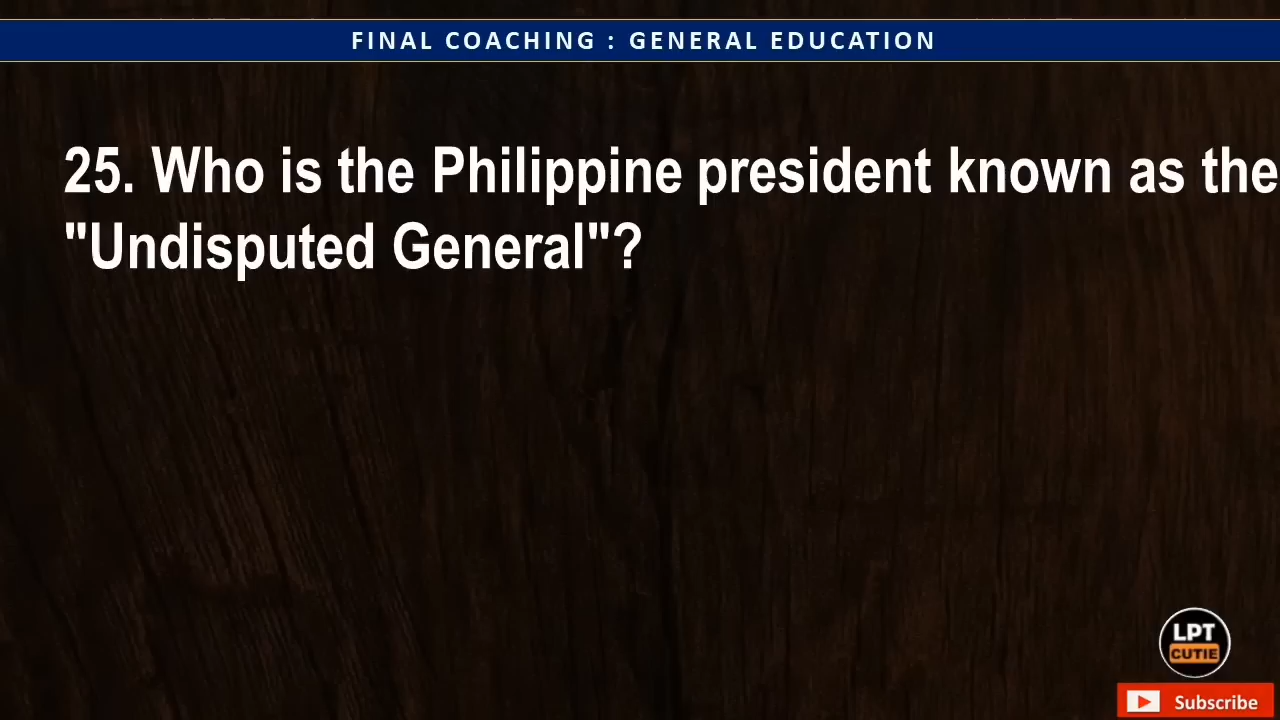 FINAL COACHING : GENERAL EDUCATION
25. Who is the Philippine president known as the
"Undisputed General"?
LPT
CUTIE
Subscribe